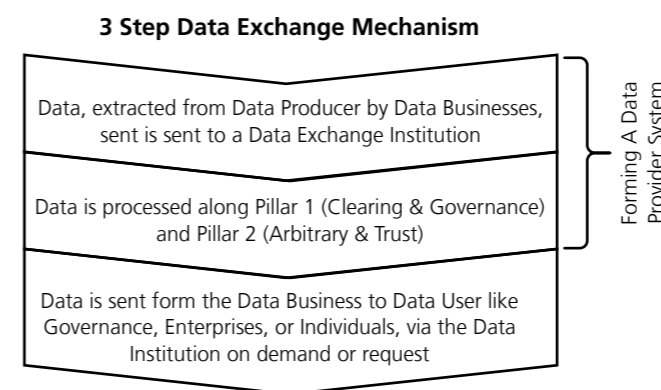 3 Step Data Exchange Mechanism
Data, extracted from Data Producer by Data Businesses,
sent is sent to a Data Exchange Institution
Data is processed along Pillar 1 (Clearing & Governance)
and Pillar 2 (Arbitrary & Trust)
Data is sent form the Data Business to Data User like
Governance, Enterprises, or Individuals, via the Data
Institution on demand or request
Forming A Data
Provider System